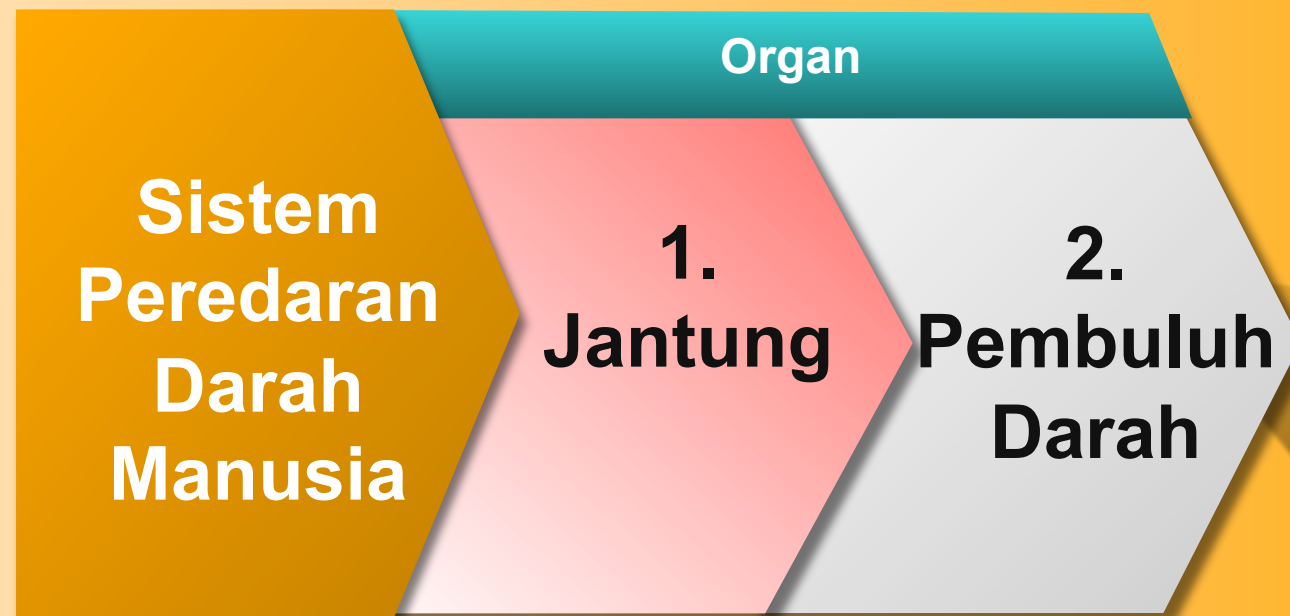 Organ
Sistem
Peredaran
Darah
Manusia
1.
Jantung
2.
Pembuluh
Darah